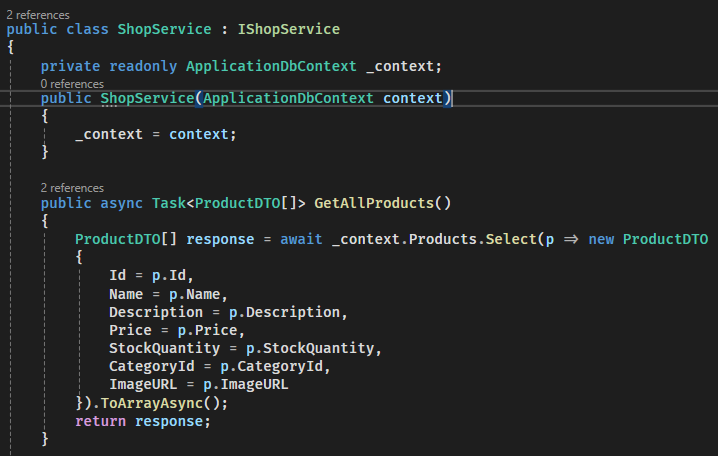 2 references
public class ShopService : IShopService
{
private readonly ApplicationDbContext _context;
0 references
public ShopService(ApplicationDbContext context)
{
_context = context;
}
2 references
public async Task<ProductDTO[]> GetAllProducts()
{
ProductDTO[] response = await _context.Products.Select(p => new ProductDTO
{
Id = p.Id,
Name = p.Name,
Description = p.Description,
Price = p.Price,
StockQuantity = p.StockQuantity,
CategoryId = p.CategoryId,
ImageURL = p.ImageURL
}).ToArrayAsync();
return response;
}